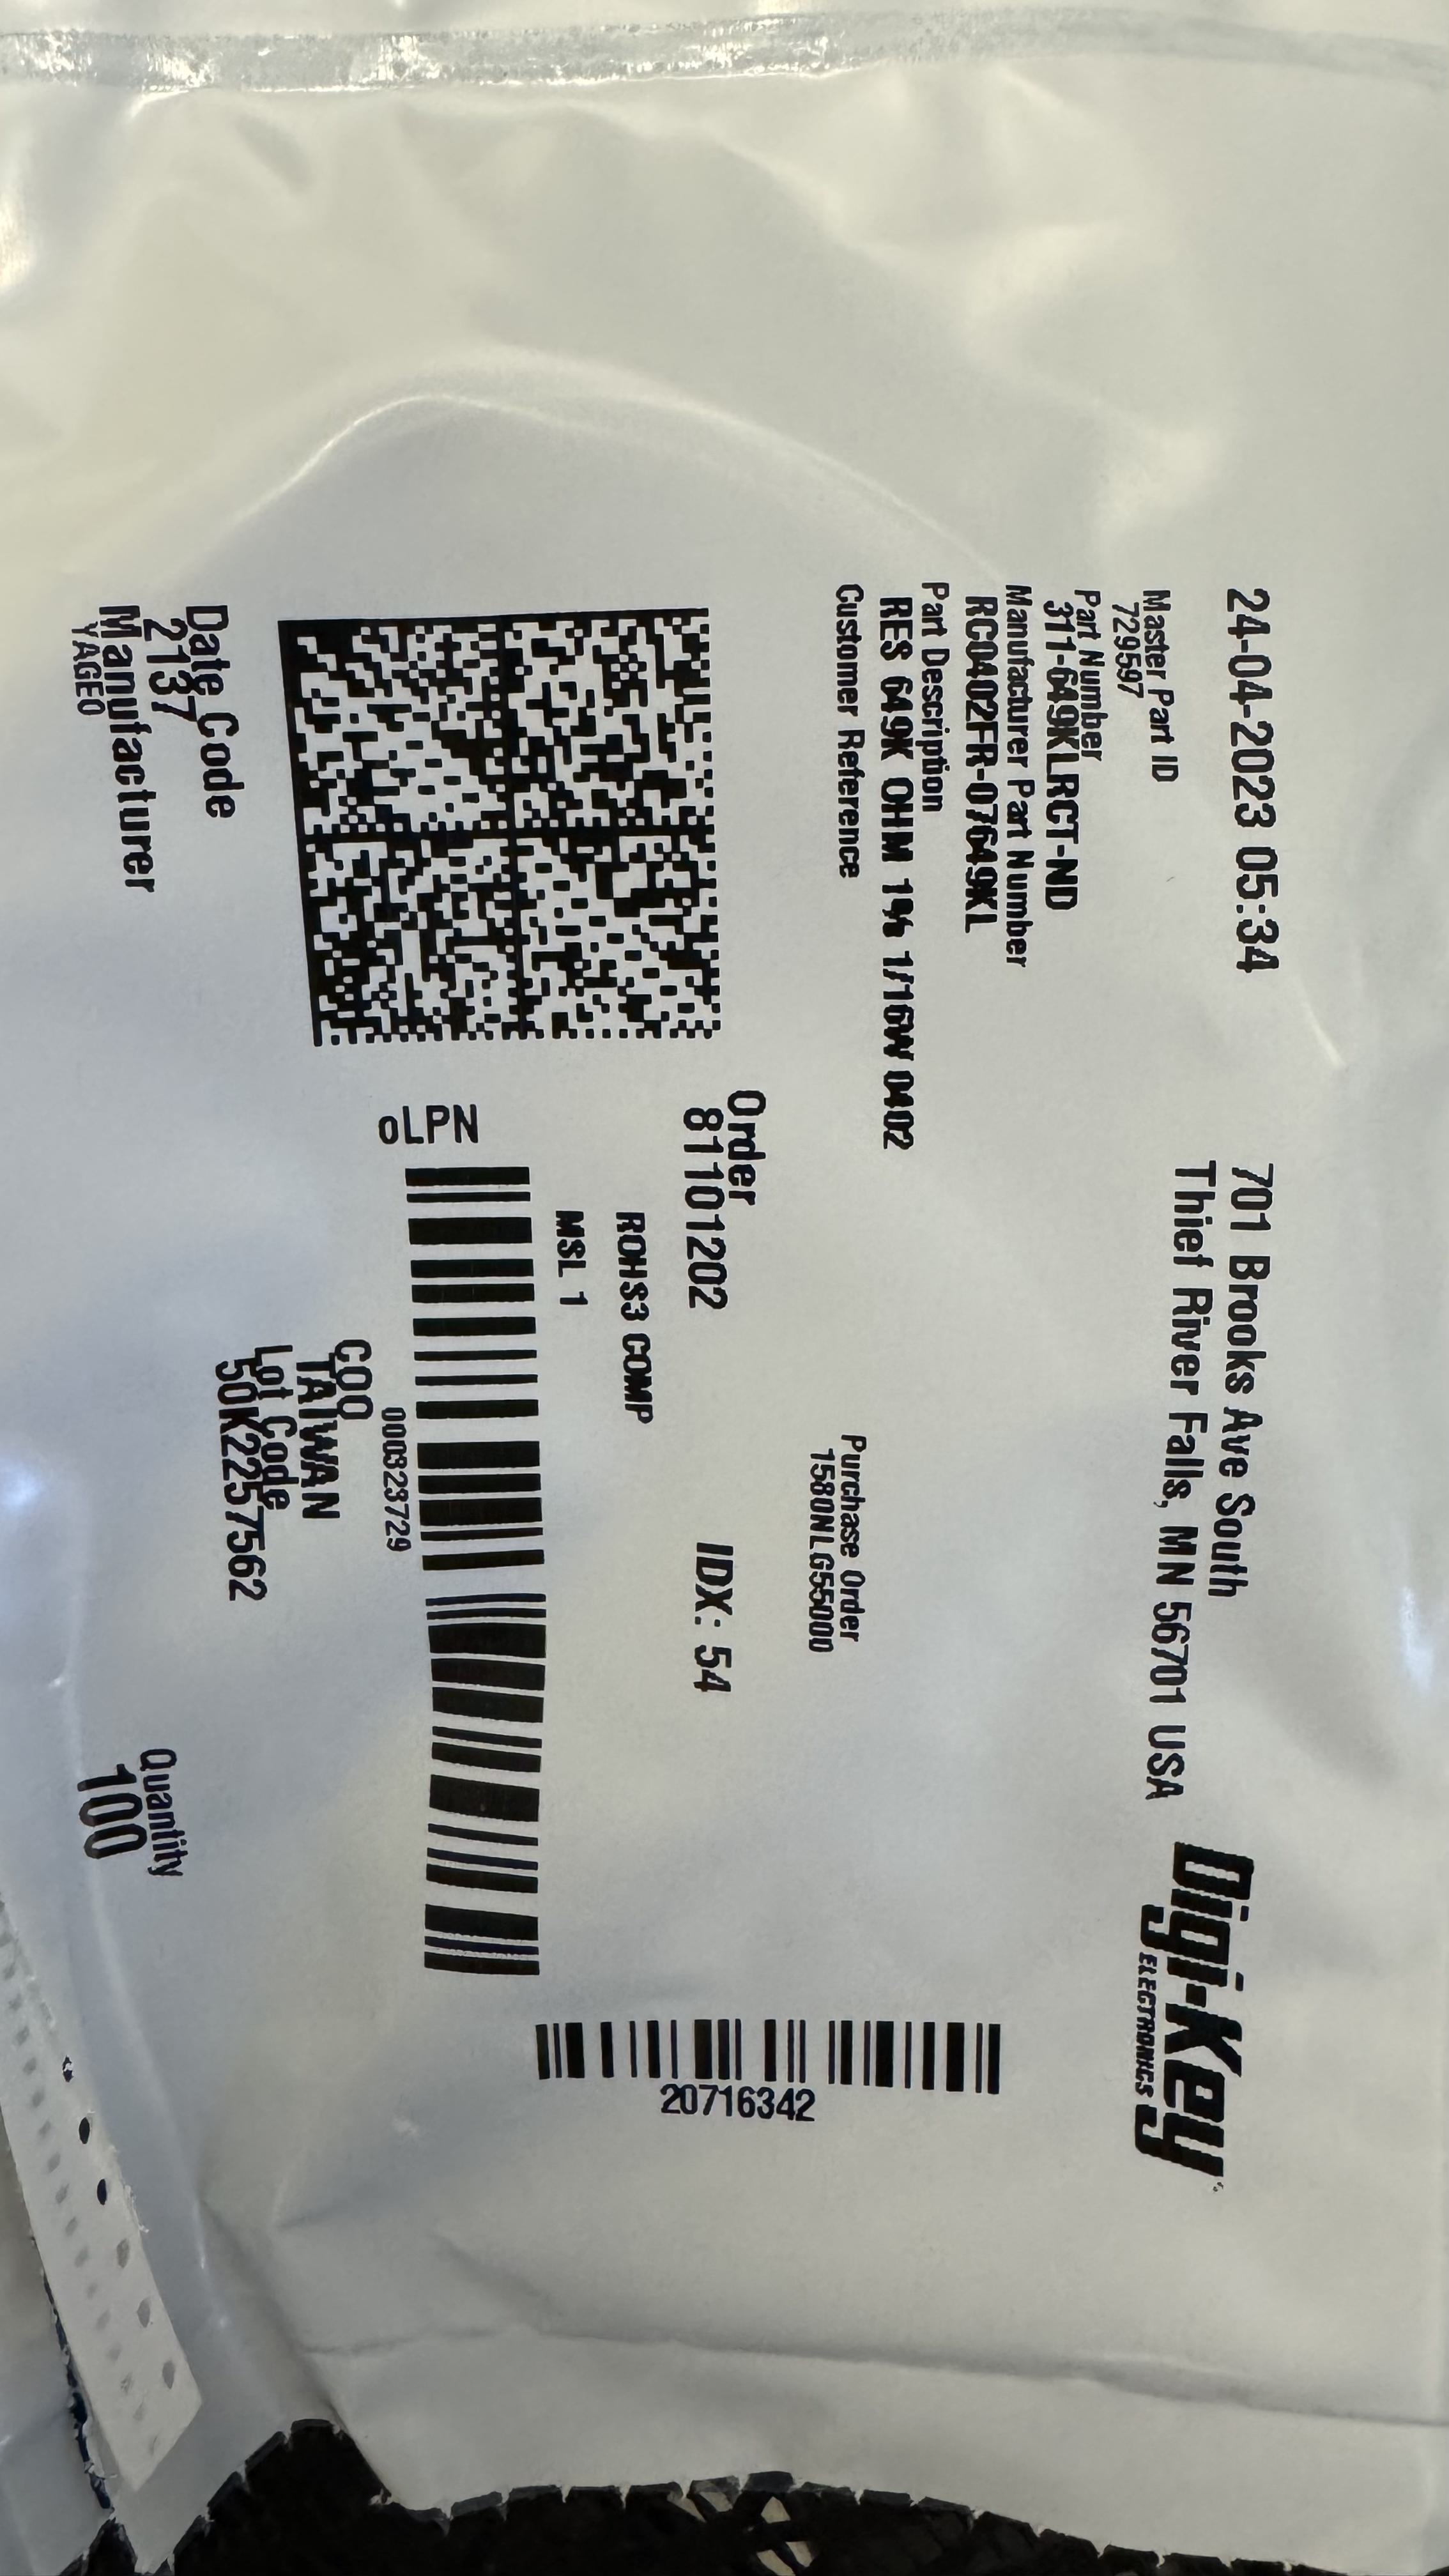 24-04-2023 05:34
701 Brooks Ave South
Thief River Falls, MN 56701 USA
Digi-Key
ELECTRONICS
Master Part ID
729597
Part Number
311-649KLRCT-ND
Manufacturer Part Number
RC0402FR-07649KL
Part Description
RES 649K OHM 1% 1/16W 0402
Customer Reference
Purchase Order
1580NLG55000
Order
81101202
IDX: 54
ROHS3 COMP
MSL 1
oLPN
000323729
20716342
COO
TAIWAN
Lot Code
50K2257562
Date Code
2137
Manufacturer
YAGEO
Quantity
100